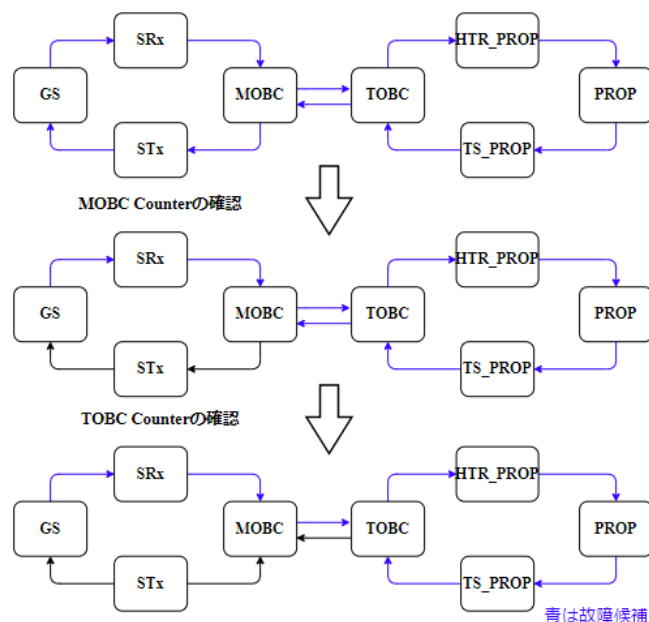 SRx
HTR_PROP
GS
MOBC
TOBC
PROP
STx
TS_PROP
MOBC Counterの確認
SRx
HTR_PROP
GS
MOBC
TOBC
PROP
STx
TS_PROP
TOBC Counterの確認
SRx
HTR_PROP
GS
MOBC
TOBC
PROP
STx
TS_PROP
青は故障候補